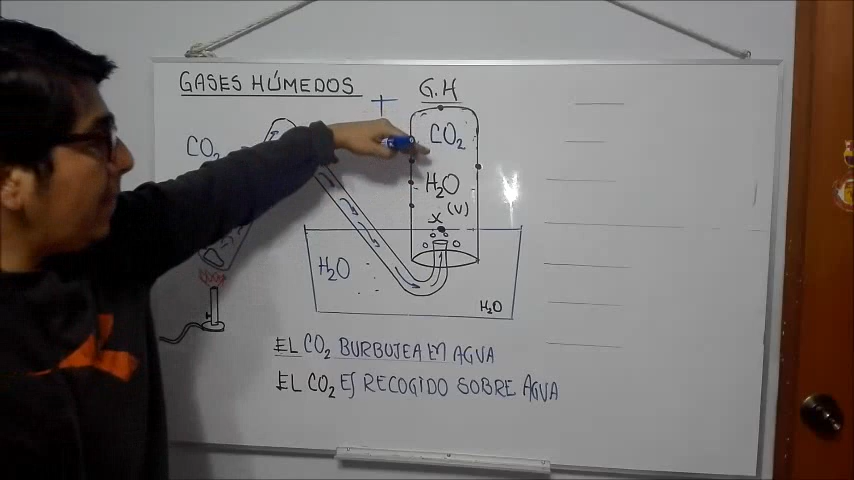 GASES HÚMEDOS
G.H
CO2
CO2
H2O
(V)
X
H2O
H2O
EL CO2 BURBUJEA EN AGUA
EL CO2 ES RECOGIDO SOBRE AGUA